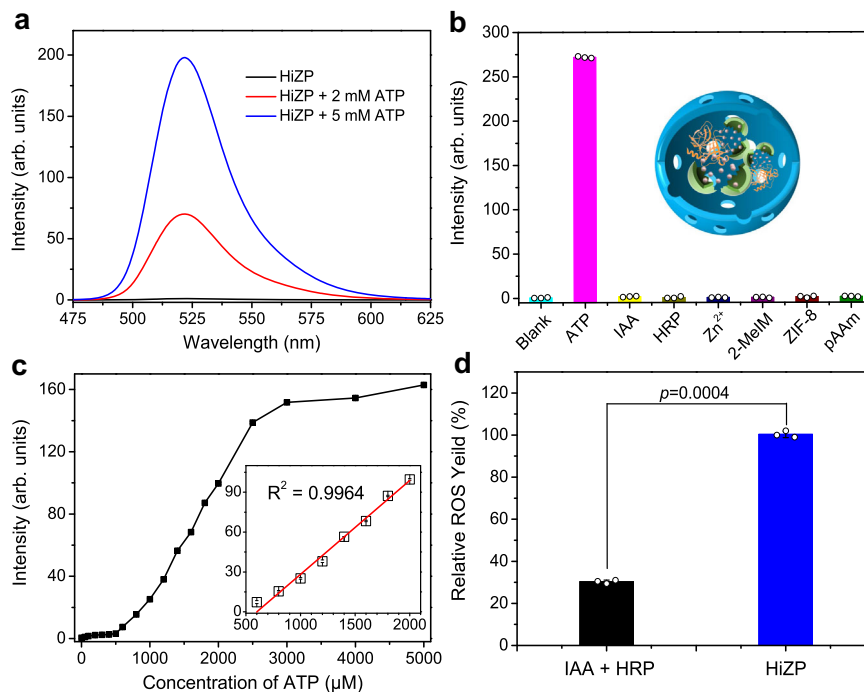 a
200
150
100
50
0
475 500 525 550 575 600 625
Intensity (arb. units)
Wavelength (nm)
HiZP
HiZP + 2 mM ATP
HiZP + 5 mM ATP
b
300
250
200
150
100
50
0
Intensity (arb. units)
Blank ATP IAA HRP Zn²⁺ 2-MeIM ZIF-8 pAAm
c
160
120
80
40
0
0 1000 2000 3000 4000 5000
Intensity (arb. units)
Concentration of ATP (μM)
R² = 0.9964
90
60
30
0
500 1000 1500 2000
d
120
100
80
60
40
20
0
Relative ROS Yeild (%)
p=0.0004
IAA + HRP HiZP